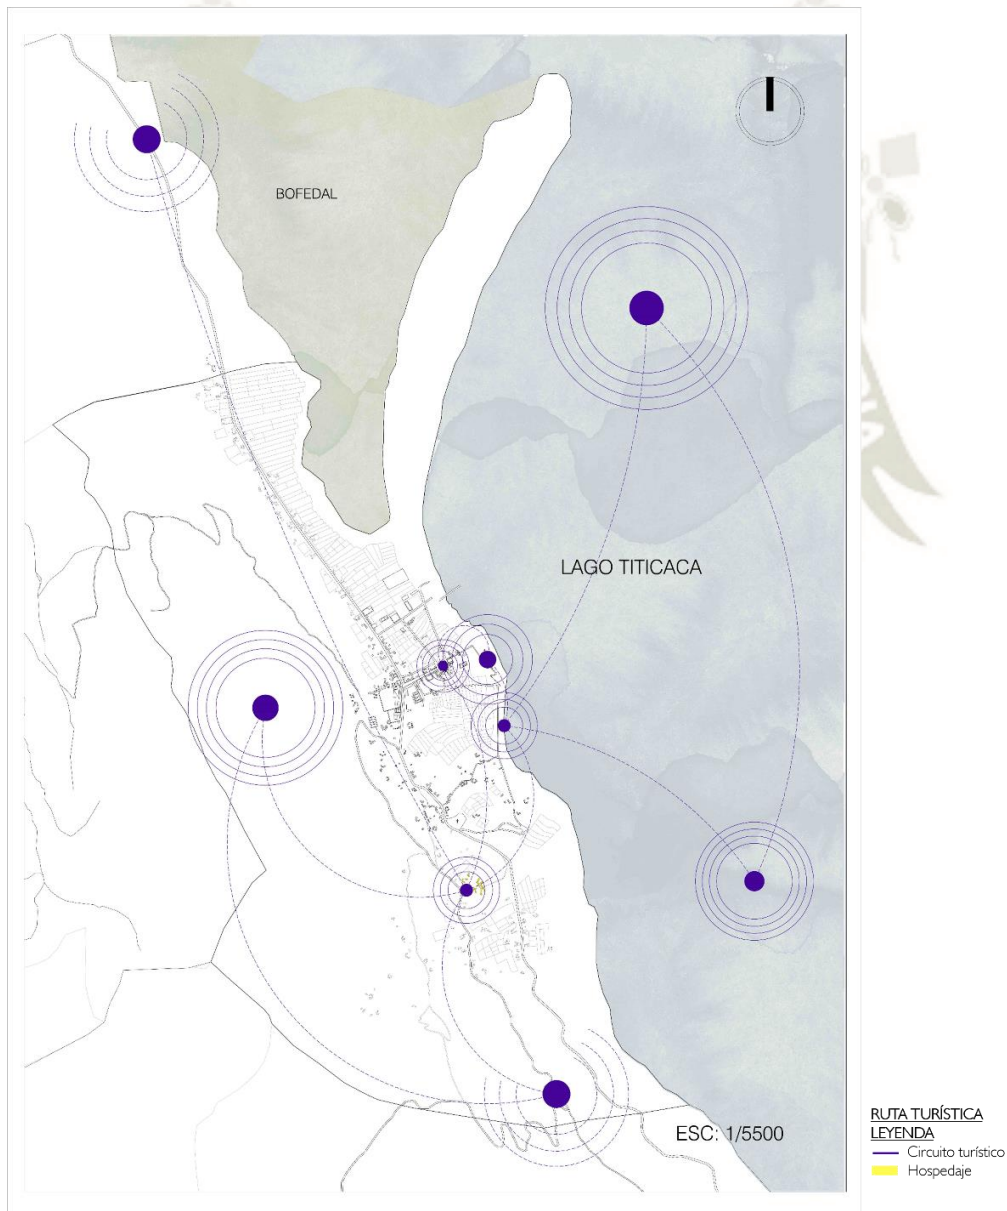 BOFEDAL
LAGO TITICACA
ESC: 1/5500
RUTA TURÍSTICA
LEYENDA
Circuito turístico
Hospedaje